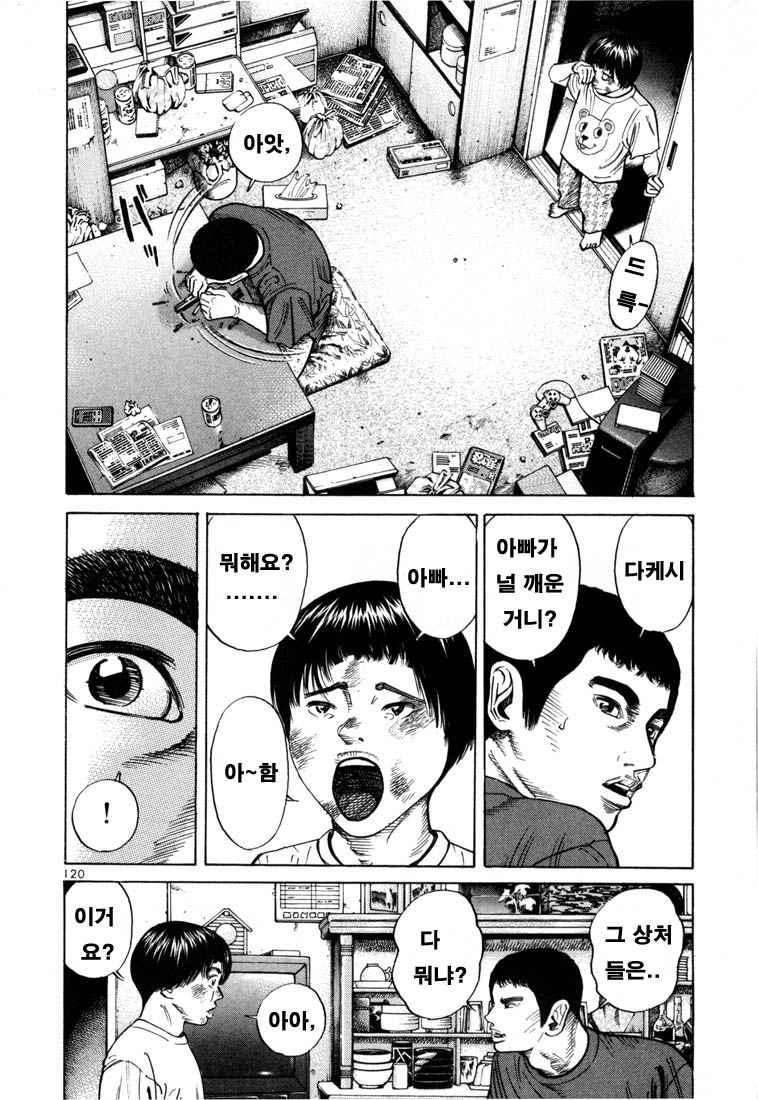 드
륵-
아앗,
다케시
아빠가
널 깨운
거니?
아빠...
뭐해요?
.......
아~함
!
120
그 상처
들은..
다
뭐냐?
아아,
이거
요?